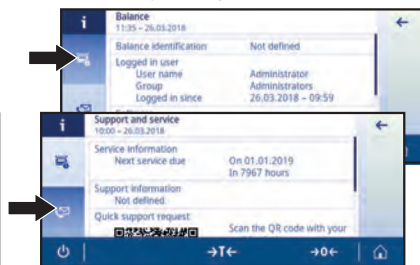 i
Balance
11:35 – 26.03.2018
Balance identification Not defined
Logged in user
User name Administrator
Group Administrators
Logged in since 26.03.2018 – 09:59
i
Support and service
10:00 – 26.03.2018
Service information
Next service due On 01.01.2019
In 7967 hours
Support information
Not defined
Quick support request
Scan the QR code with your
→T← →0←